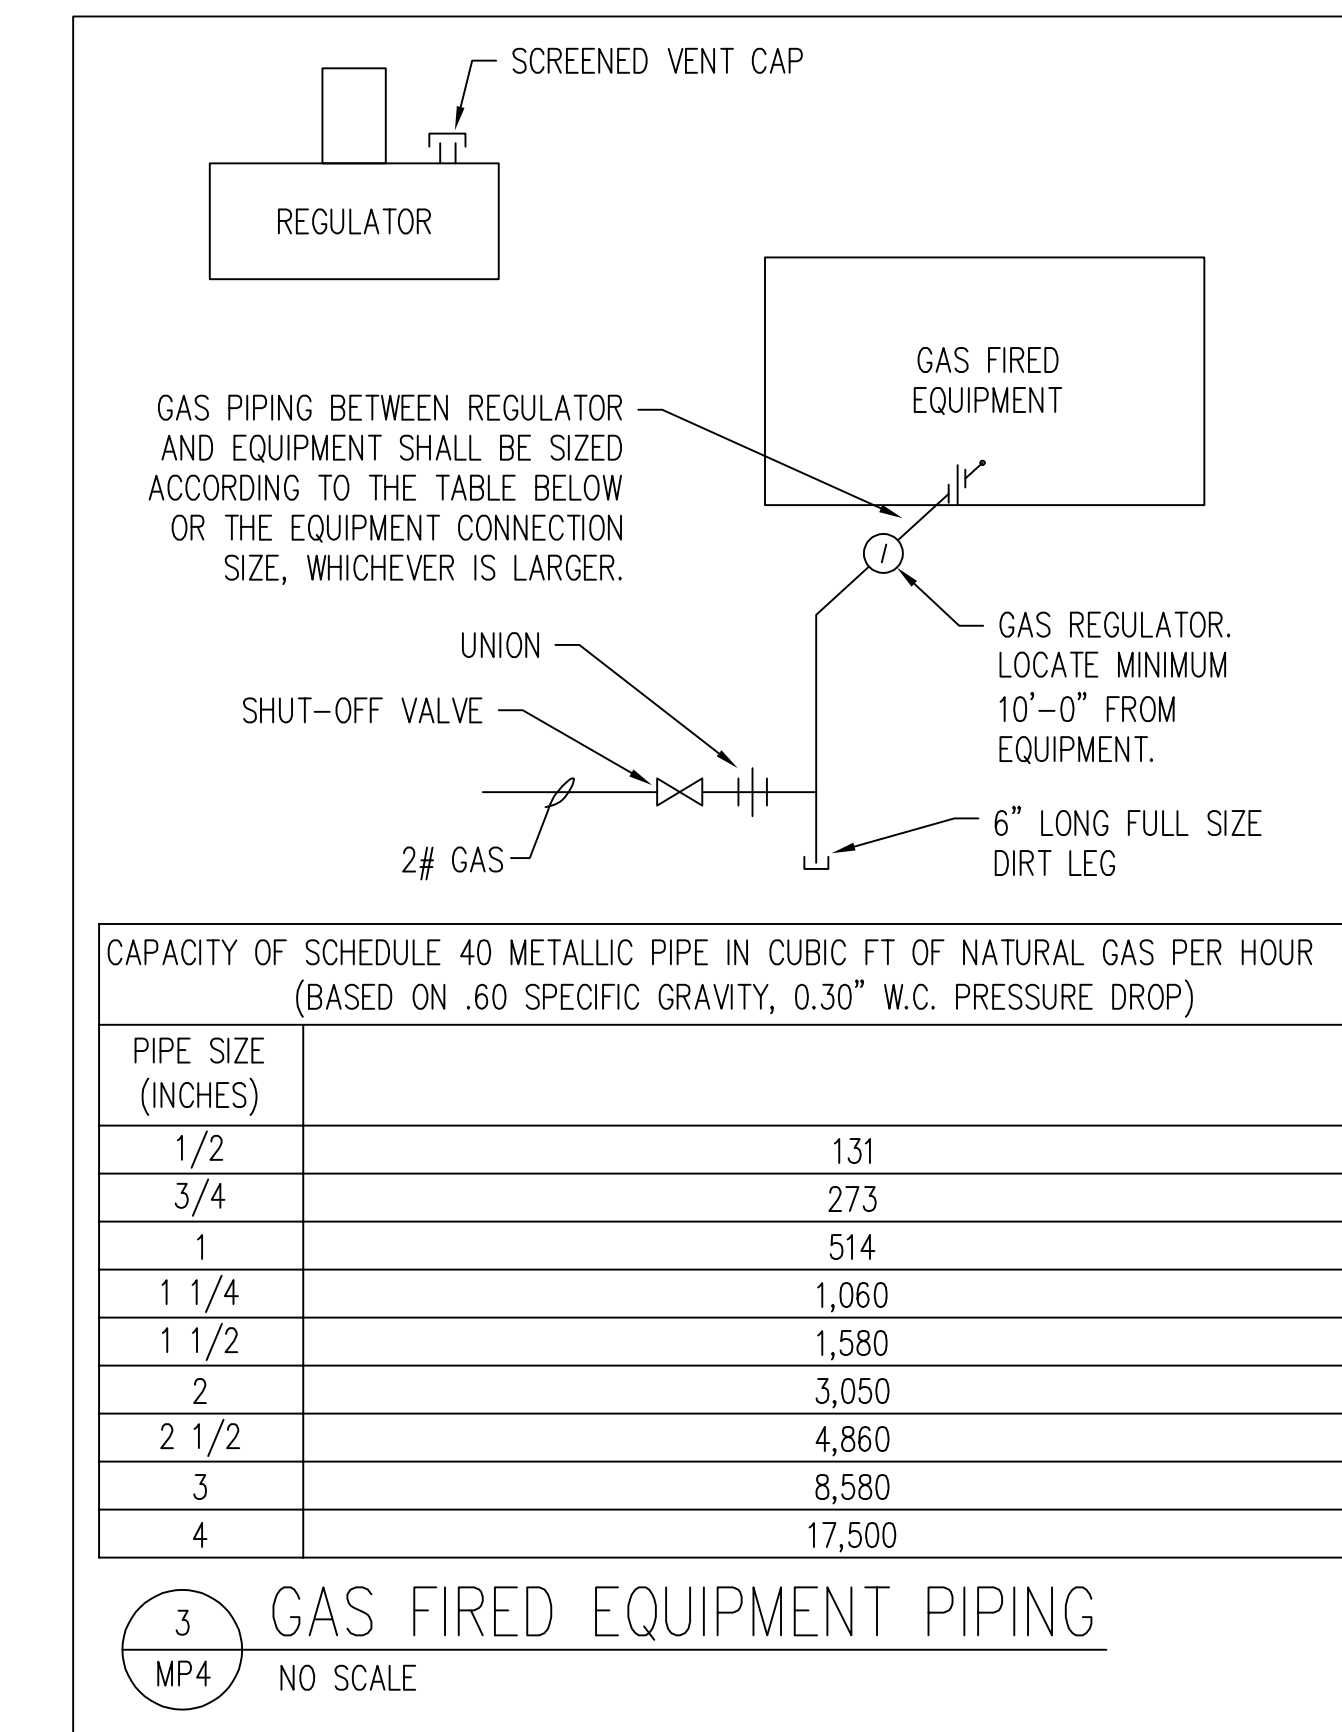 SCREENED VENT CAP
REGULATOR
GAS FIRED
EQUIPMENT
GAS PIPING BETWEEN REGULATOR
AND EQUIPMENT SHALL BE SIZED
ACCORDING TO THE TABLE BELOW
OR THE EQUIPMENT CONNECTION
SIZE, WHICHEVER IS LARGER.
GAS REGULATOR.
LOCATE MINIMUM
10'-0" FROM
EQUIPMENT.
UNION
SHUT-OFF VALVE
2# GAS
6" LONG FULL SIZE
DIRT LEG
CAPACITY OF SCHEDULE 40 METALLIC PIPE IN CUBIC FT OF NATURAL GAS PER HOUR
(BASED ON .60 SPECIFIC GRAVITY, 0.30" W.C. PRESSURE DROP)
PIPE SIZE
(INCHES)
1/2 131
3/4 273
1 514
1 1/4 1,060
1 1/2 1,580
2 3,050
2 1/2 4,860
3 8,580
4 17,500
3
MP4
GAS FIRED EQUIPMENT PIPING
NO SCALE